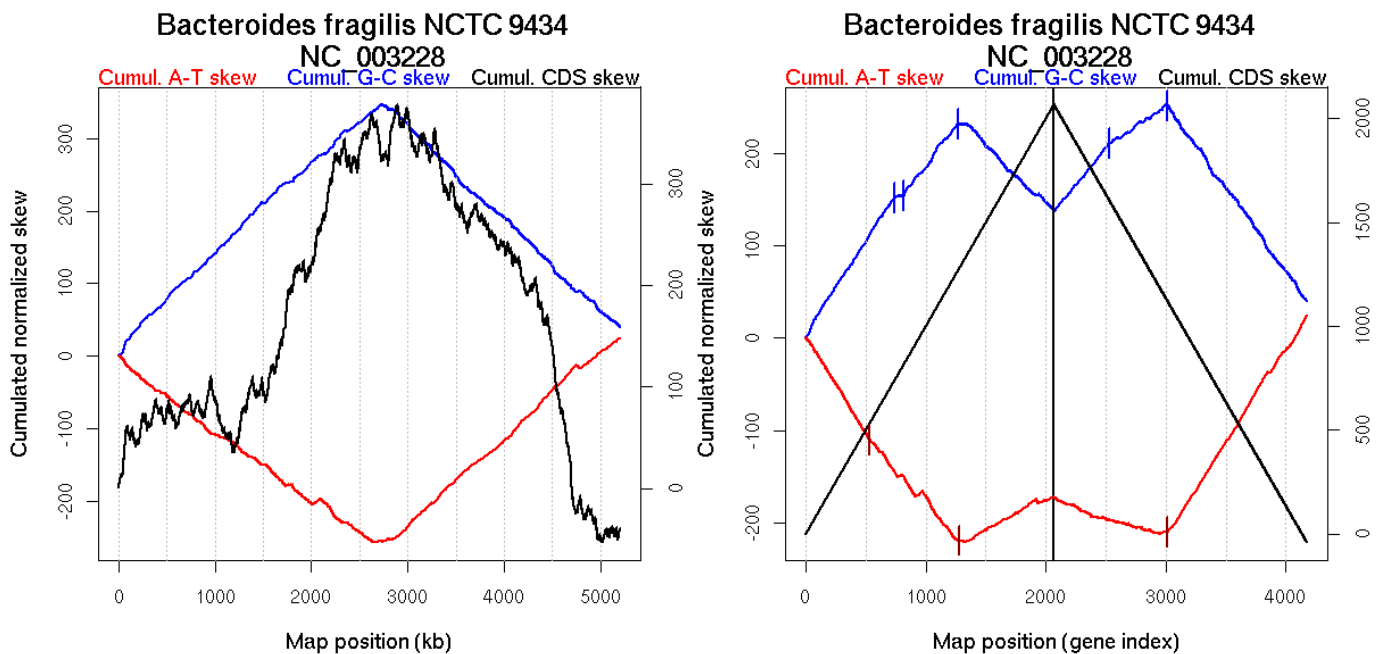 Bacteroides fragilis NCTC 9434
NC_003228
Cumul. A-T skew Cumul. G-C skew Cumul. CDS skew
Cumulated normalized skew
300
200
100
0
-100
-200
300
200
100
0
0 1000 2000 3000 4000 5000
Map position (kb)
Bacteroides fragilis NCTC 9434
NC_003228
Cumul. A-T skew Cumul. G-C skew Cumul. CDS skew
Cumulated normalized skew
200
100
0
-100
-200
2000
1500
1000
500
0
0 1000 2000 3000 4000
Map position (gene index)